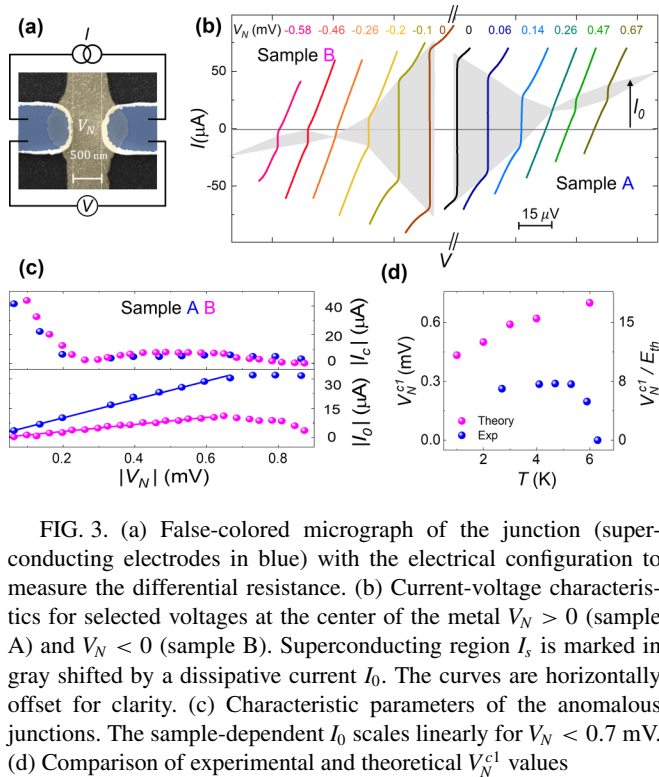 (a)
I
V_N
500 nm
V
(b)
V_N (mV) -0.58 -0.46 -0.26 -0.2 -0.1 0 0 0.06 0.14 0.26 0.47 0.67
Sample B
50
0
-50
I(μA)
I_0
Sample A
15 μV
V
(c)
Sample A B
40
20
0
|I_c| (μA)
30
15
0
|I_0| (μA)
0.2 0.4 0.6 0.8
|V_N| (mV)
(d)
0.6
0.3
0.0
V_N^{c1} (mV)
15
8
0
V_N^{c1} / E_{th}
Theory
Exp
2 4 6
T (K)
FIG. 3. (a) False-colored micrograph of the junction (super-
conducting electrodes in blue) with the electrical configuration to
measure the differential resistance. (b) Current-voltage characteris-
tics for selected voltages at the center of the metal V_N > 0 (sample
A) and V_N < 0 (sample B). Superconducting region I_s is marked in
gray shifted by a dissipative current I_0. The curves are horizontally
offset for clarity. (c) Characteristic parameters of the anomalous
junctions. The sample-dependent I_0 scales linearly for V_N < 0.7 mV.
(d) Comparison of experimental and theoretical V_N^{c1} values